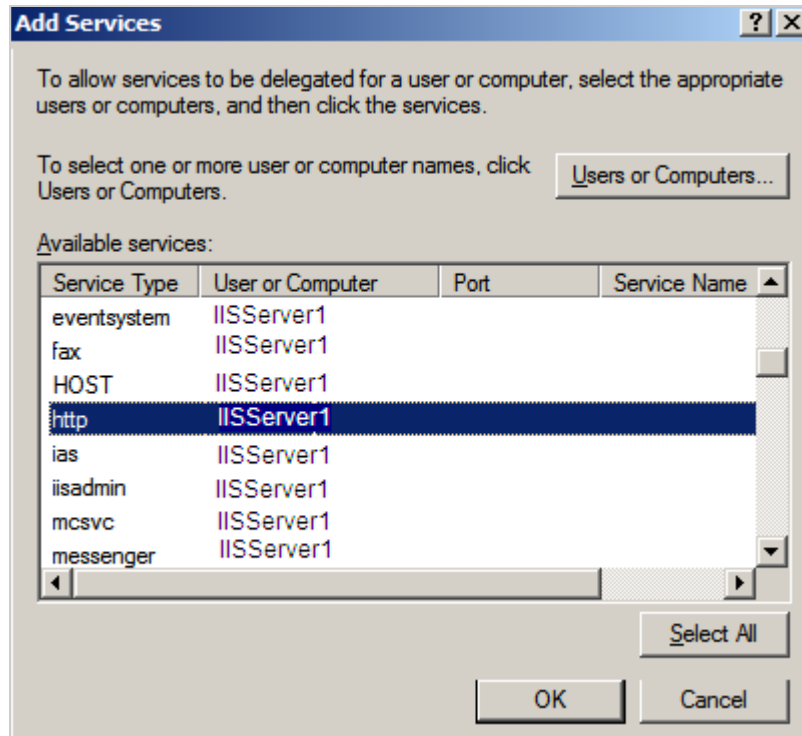 Add Services
To allow services to be delegated for a user or computer, select the appropriate
users or computers, and then click the services.
To select one or more user or computer names, click
Users or Computers.
Users or Computers...
Available services:
Service Type User or Computer Port Service Name
eventsystem IISServer1
fax IISServer1
HOST IISServer1
http IISServer1
ias IISServer1
iisadmin IISServer1
mcsvc IISServer1
messenger IISServer1
Select All
OK Cancel